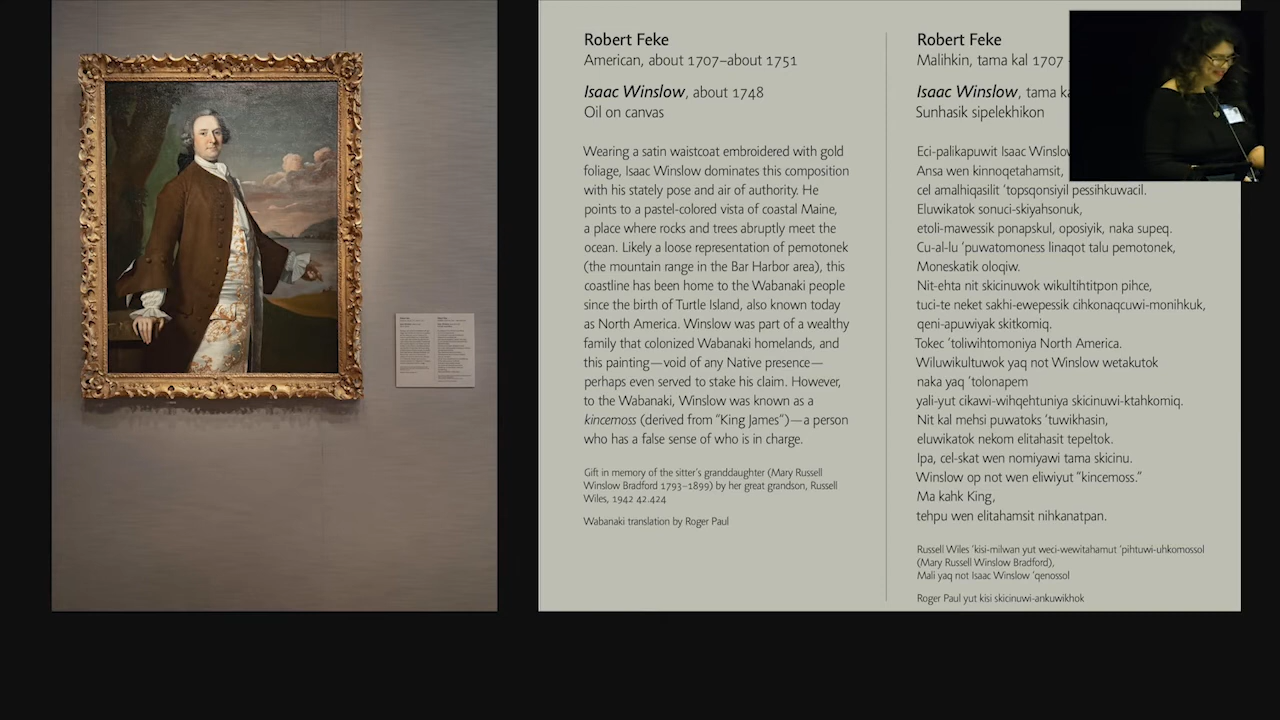 Robert Feke
American, about 1707–about 1751
Isaac Winslow, about 1748
Oil on canvas
Wearing a satin waistcoat embroidered with gold
foliage, Isaac Winslow dominates this composition
with his stately pose and air of authority. He
points to a pastel-colored vista of coastal Maine,
a place where rocks and trees abruptly meet the
ocean. Likely a loose representation of pemotonek
(the mountain range in the Bar Harbor area), this
coastline has been home to the Wabanaki people
since the birth of Turtle Island, also known today
as North America. Winslow was part of a wealthy
family that colonized Wabanaki homelands, and
this painting—void of any Native presence—
perhaps even served to stake his claim. However,
to the Wabanaki, Winslow was known as a
kincemoss (derived from “King James”)—a person
who has a false sense of who is in charge.
Gift in memory of the sitter’s granddaughter (Mary Russell
Winslow Bradford 1793–1899) by her great grandson, Russell
Wiles, 1942 42.424
Wabanaki translation by Roger Paul
Robert Feke
Malihkin, tama kal 1707
Isaac Winslow, tama
Sunhasik sipelekhikon
Eci-palikapuwit Isaac Winslow
Ansa wen kinnoqetahamsit,
cel amalhiqasilit ‘topsqonsiyil pessihkuwacil.
Eluwikatok sonuci-skiyahsonuk,
etoli-mawessik ponapskul, oposiyik, naka supeq.
Cu-al-lu ‘puwatomoness linaqot talu pemotonek,
Moneskatik oloqiw.
Nit-ehta nit skicinuwok wikultihtitpon pihce,
tuci-te neket sakhi-ewepessik cihkonaqcuwi-monihkuk,
qeni-apuwiyak skitkomiq.
Tokec ‘toliwihtomoniya North America.
Wiluwikultuwok yaq not Winslow wetakutok
naka yaq ‘tolonapem
yali-yut cikawi-wihqehtuniya skicinuwi-ktahkomiq.
Nit kal mehsi puwatoks ‘tuwikhasin,
eluwikatok nekom elitahasit tepeltok.
Ipa, cel-skat wen nomiyawi tama skicinu.
Winslow op not wen eliwiyut “kincemoss.”
Ma kahk King,
tehpu wen elitahamsit nihkanatpan.
Russell Wiles ‘kisi-milwan yut weci-wewitahamut ‘pihtuwi-uhkomossol
(Mary Russell Winslow Bradford),
Mali yaq not Isaac Winslow ‘qenossol
Roger Paul yut kisi skicinuwi-ankuwikhok